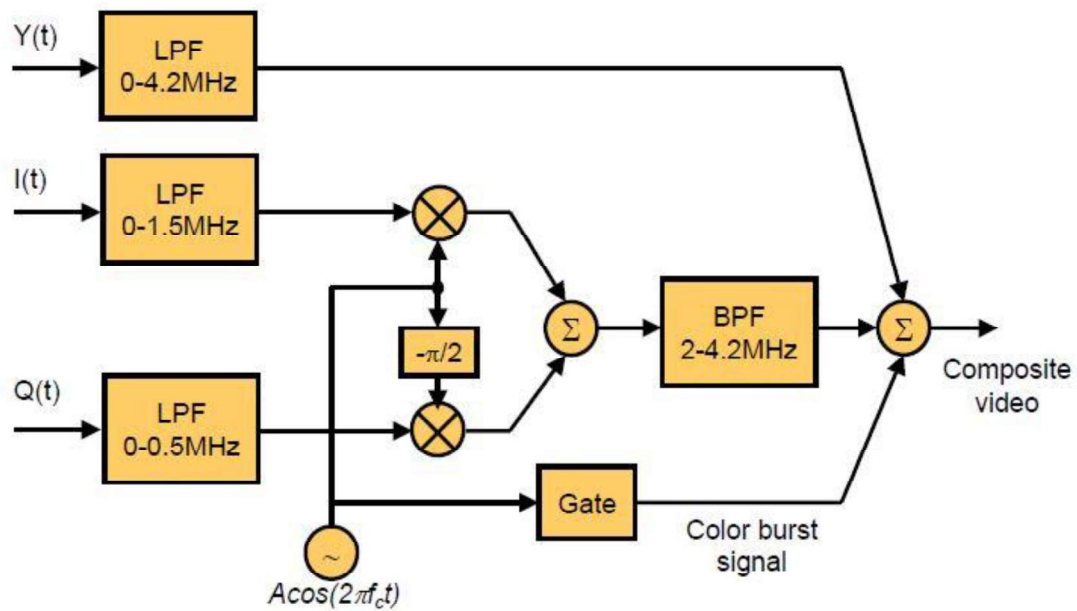 Y(t)
LPF
0-4.2MHz
I(t)
LPF
0-1.5MHz
-π/2
Σ
BPF
2-4.2MHz
Σ
Composite
video
Q(t)
LPF
0-0.5MHz
Gate
Color burst
signal
~
Acos(2πf_ct)